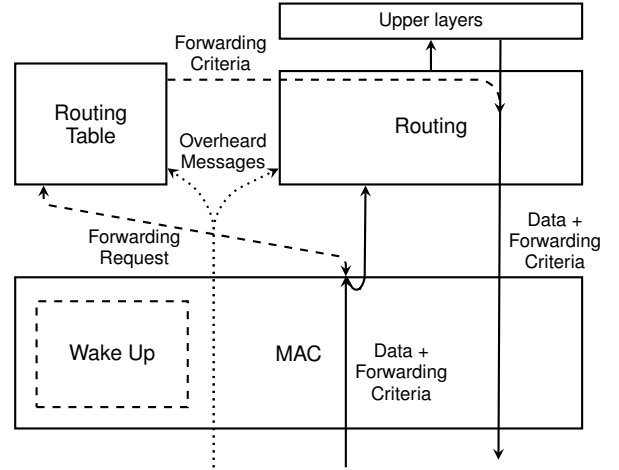 Upper layers
Forwarding
Criteria
Routing
Table
Routing
Overheard
Messages
Forwarding
Request
Data +
Forwarding
Criteria
Wake Up
MAC
Data +
Forwarding
Criteria